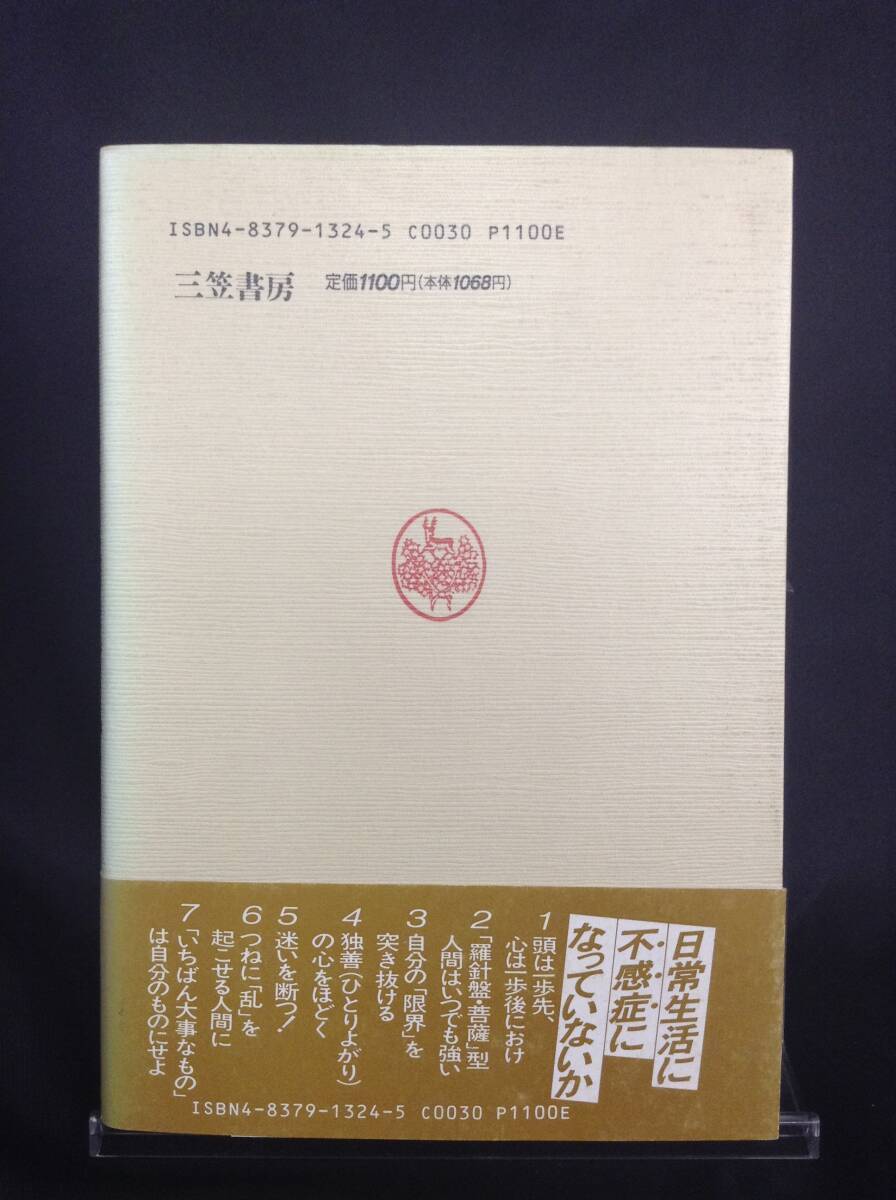 ISBN4-8379-1324-5 C0030 P1100E
三笠書房 定価1100円(本体1068円)
日常生活に
不感症に
なっていないか
1 頭は一歩先、
心は一歩後におけ
2 「羅針盤・菩薩」型
人間はいつでも強い
3 自分の「限界」を
突き抜ける
4 独善(ひとりよがり)
の心をほどく
5 迷いを断つ!
6 つねに「乱」を
起こせる人間に
7 「いちばん大事なもの」
は自分のものにせよ
ISBN4-8379-1324-5 C0030 P1100E